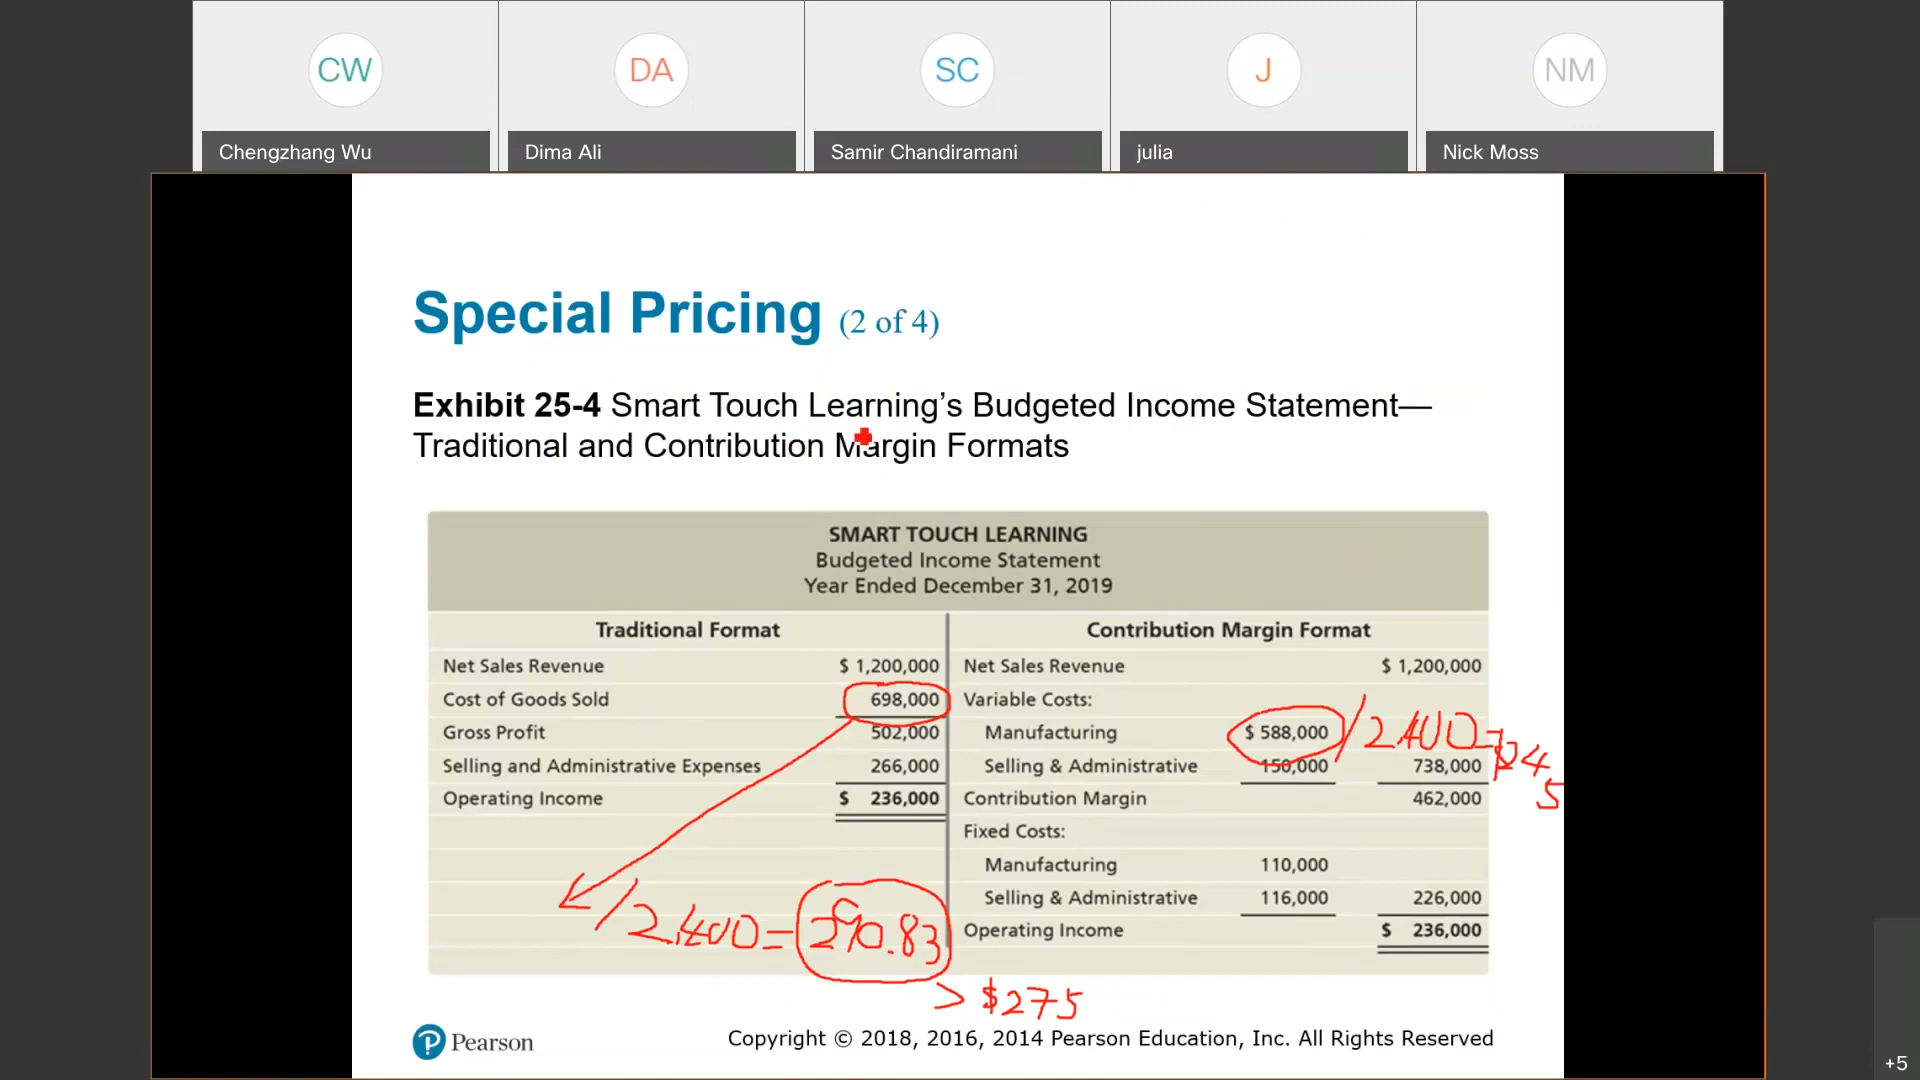 CW DA SC J NM
Chengzhang Wu Dima Ali Samir Chandiramani julia Nick Moss
Special Pricing (2 of 4)
Exhibit 25-4 Smart Touch Learning’s Budgeted Income Statement—
Traditional and Contribution Margin Formats
SMART TOUCH LEARNING
Budgeted Income Statement
Year Ended December 31, 2019
Traditional Format Contribution Margin Format
Net Sales Revenue $ 1,200,000 Net Sales Revenue $ 1,200,000
Cost of Goods Sold 698,000 Variable Costs:
Gross Profit 502,000 Manufacturing $ 588,000 /2,400=
Selling and Administrative Expenses 266,000 Selling & Administrative 150,000 738,000
Operating Income $ 236,000 Contribution Margin 462,000
Fixed Costs:
Manufacturing 110,000
Selling & Administrative 116,000 226,000
/2,400=290.83 Operating Income $ 236,000
> $275
Pearson Copyright © 2018, 2016, 2014 Pearson Education, Inc. All Rights Reserved
+5